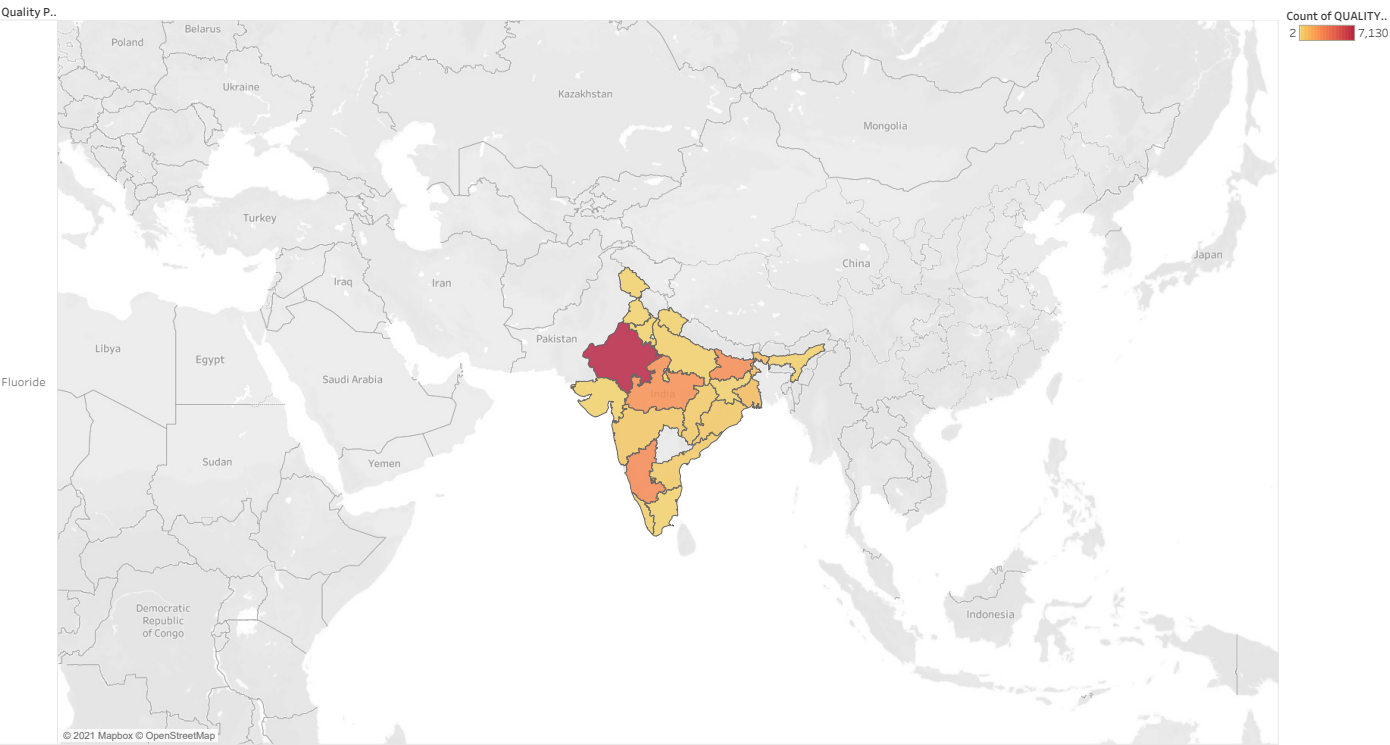 Quality P..
Count of QUALITY..
2
7,130
Belarus
Poland
Ukraine
Kazakhstan
Mongolia
Turkey
Japan
China
Iraq
Iran
Pakistan
Libya
Egypt
Saudi Arabia
Fluoride
India
Sudan
Yemen
Democratic
Republic
of Congo
Indonesia
© 2021 Mapbox © OpenStreetMap